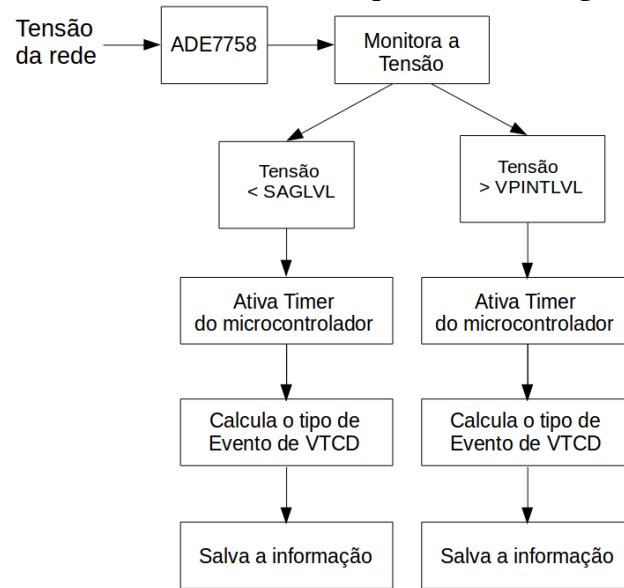 Tensão
da rede
ADE7758
Monitora a
Tensão
Tensão
< SAGLVL
Tensão
> VPINTLVL
Ativa Timer
do microcontrolador
Ativa Timer
do microcontrolador
Calcula o tipo de
Evento de VTCD
Calcula o tipo de
Evento de VTCD
Salva a informação
Salva a informação